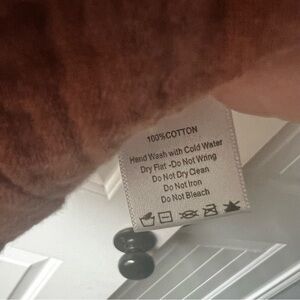 100%COTTON
Hand Wash with Cold Water
Dry Flat -Do Not Wring
Do Not Dry Clean
Do Not Iron
Do Not Bleach